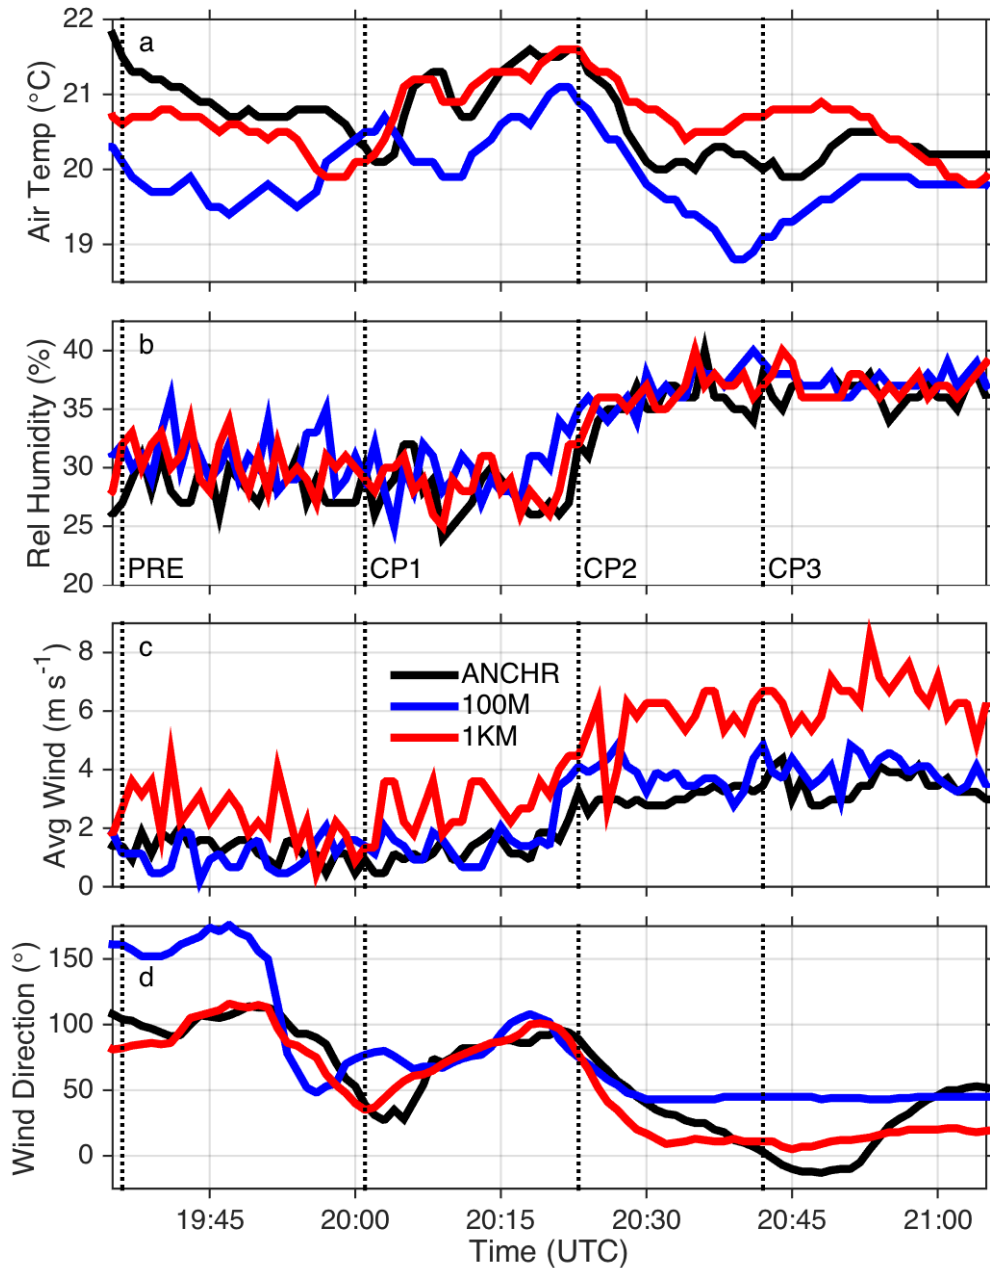 22
21
20
19
Air Temp (°C)
a
40
35
30
25
20
Rel Humidity (%)
b
PRE
CP1
CP2
CP3
8
6
4
2
0
Avg Wind (m s-1)
c
ANCHR
100M
1KM
150
100
50
0
Wind Direction (°)
d
19:45
20:00
20:15
20:30
20:45
21:00
Time (UTC)